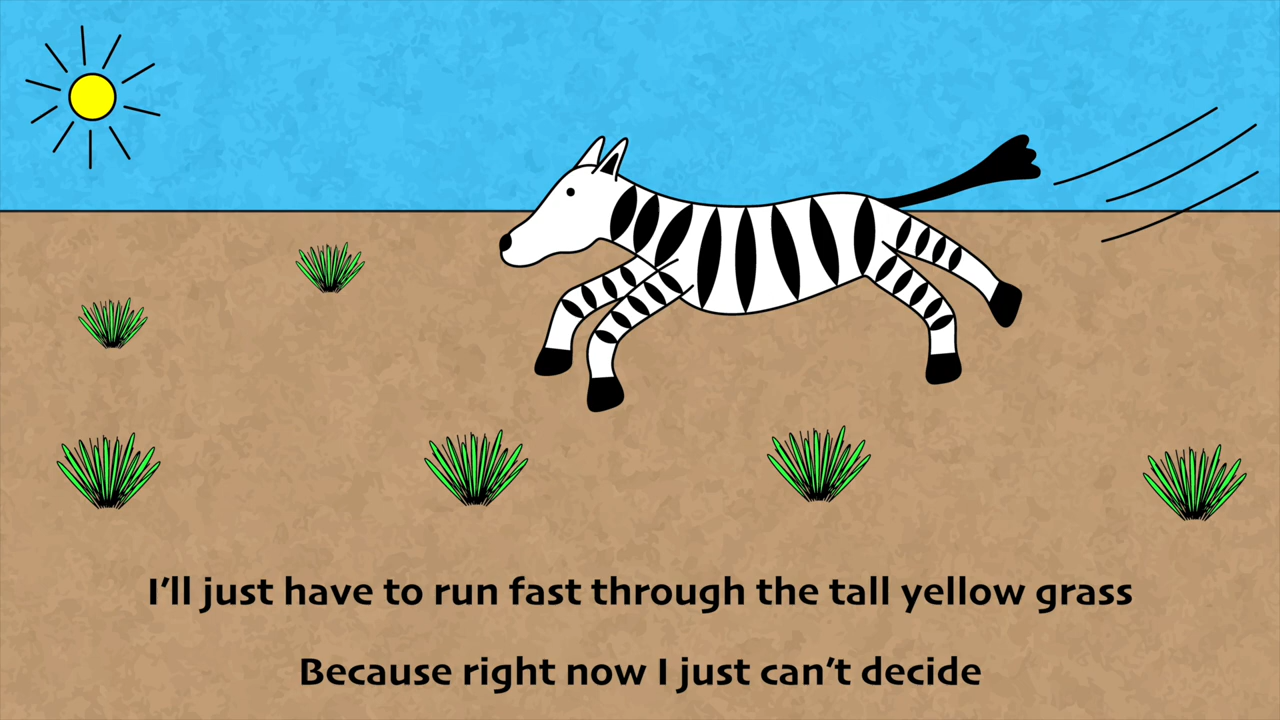 I’ll just have to run fast through the tall yellow grass
Because right now I just can’t decide